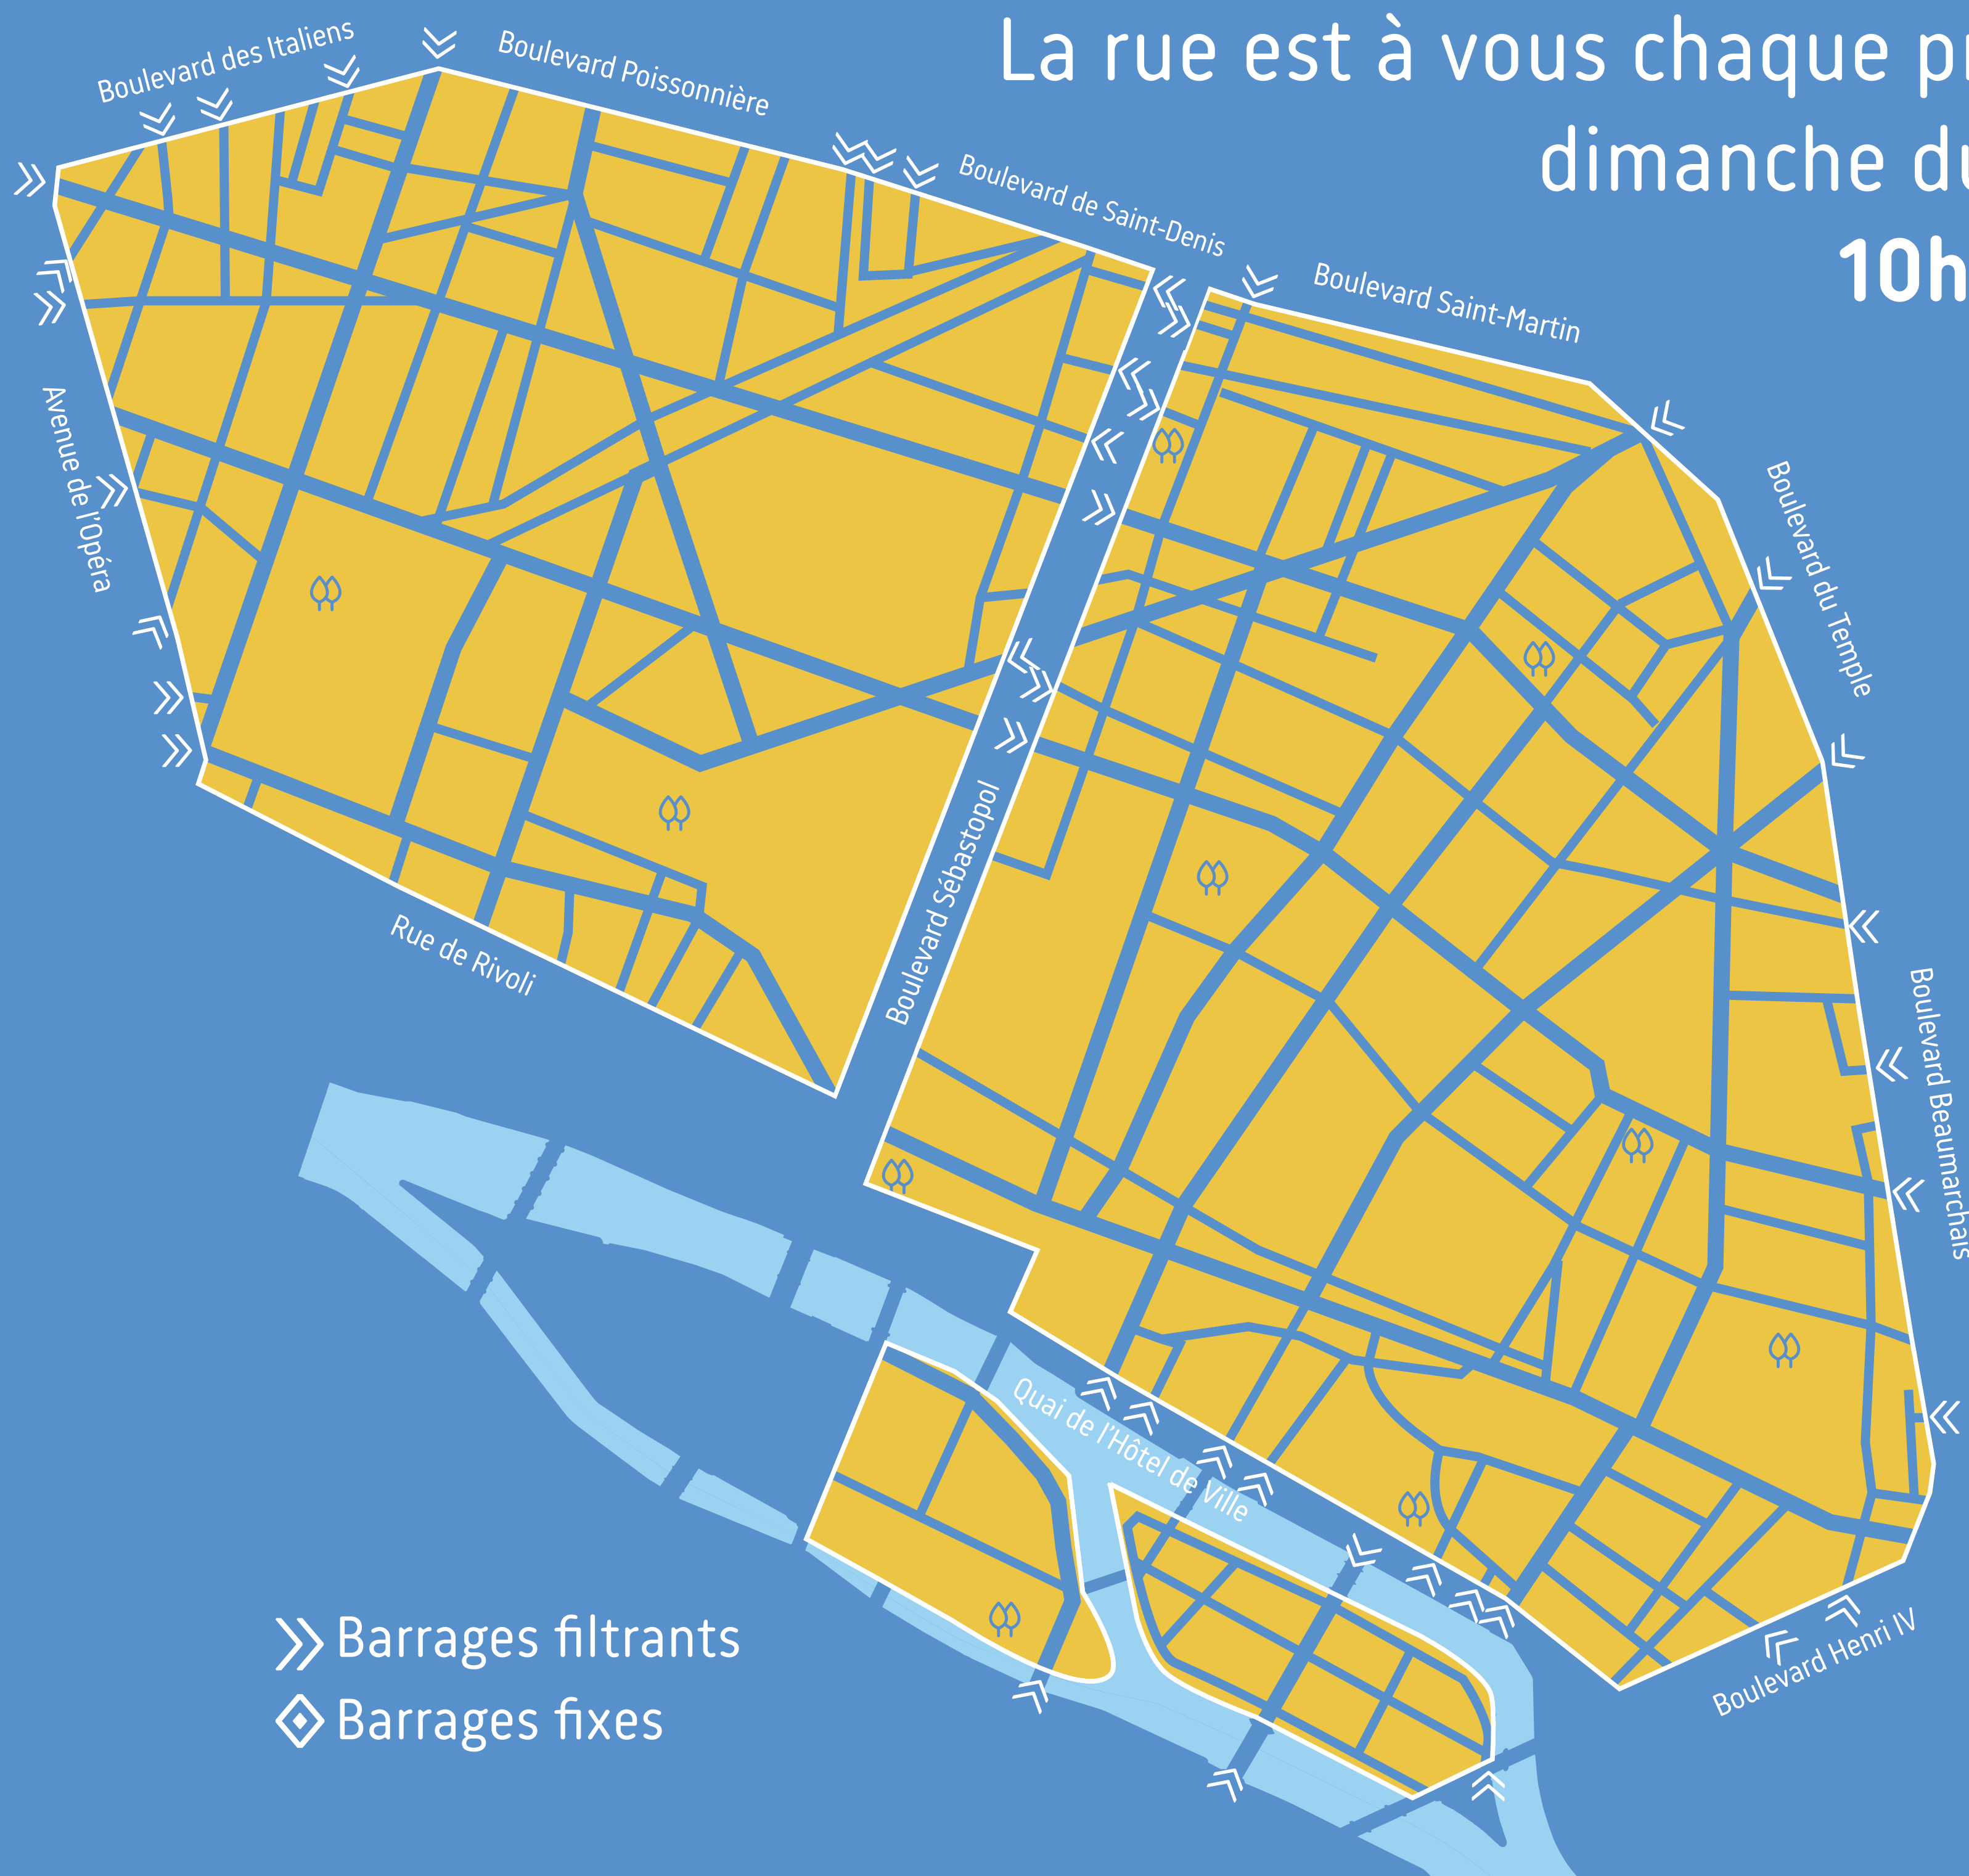 La rue est à vous chaque pr
dimanche du
10h
Boulevard des Italiens
Boulevard Poissonnière
Boulevard de Saint-Denis
Boulevard Saint-Martin
Avenue de l'Opéra
Boulevard du Temple
Boulevard Sébastopol
Rue de Rivoli
Boulevard Beaumarchais
Quai de l'Hôtel de Ville
Boulevard Henri IV
Barrages filtrants
Barrages fixes